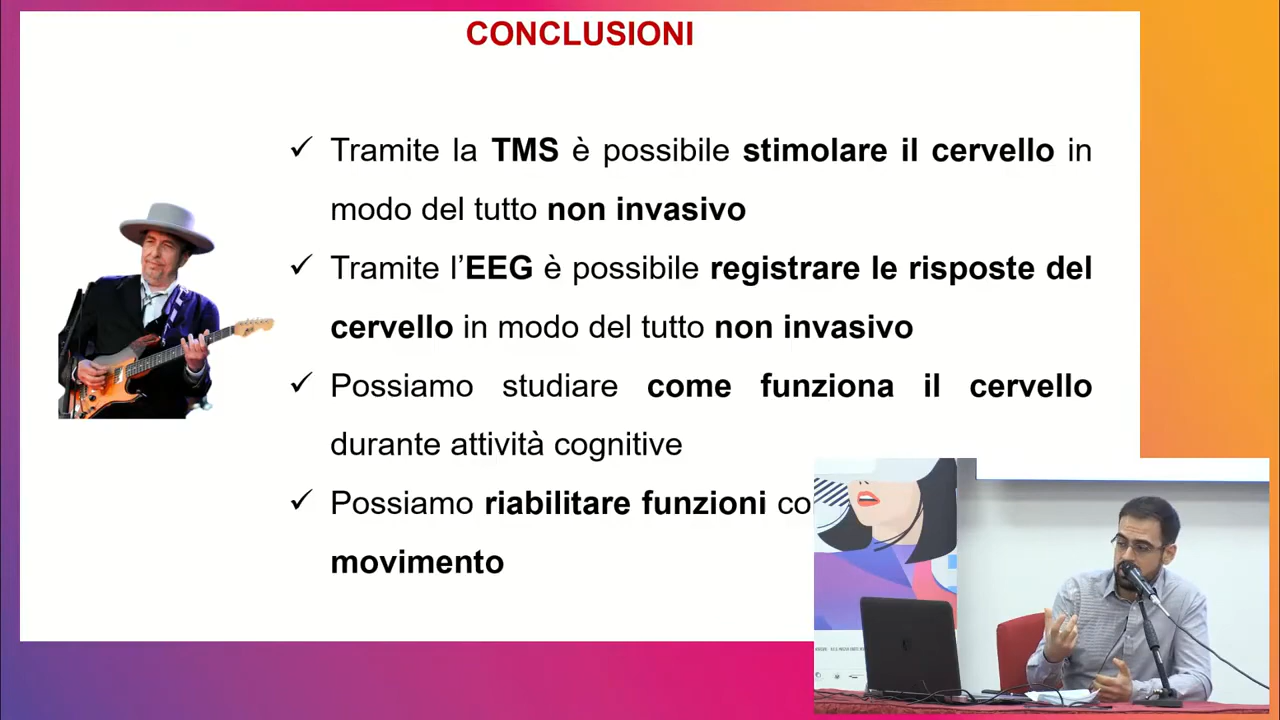 CONCLUSIONI
✓ Tramite la TMS è possibile stimolare il cervello in
modo del tutto non invasivo
✓ Tramite l’EEG è possibile registrare le risposte del
cervello in modo del tutto non invasivo
✓ Possiamo studiare come funziona il cervello
durante attività cognitive
✓ Possiamo riabilitare funzioni co
movimento